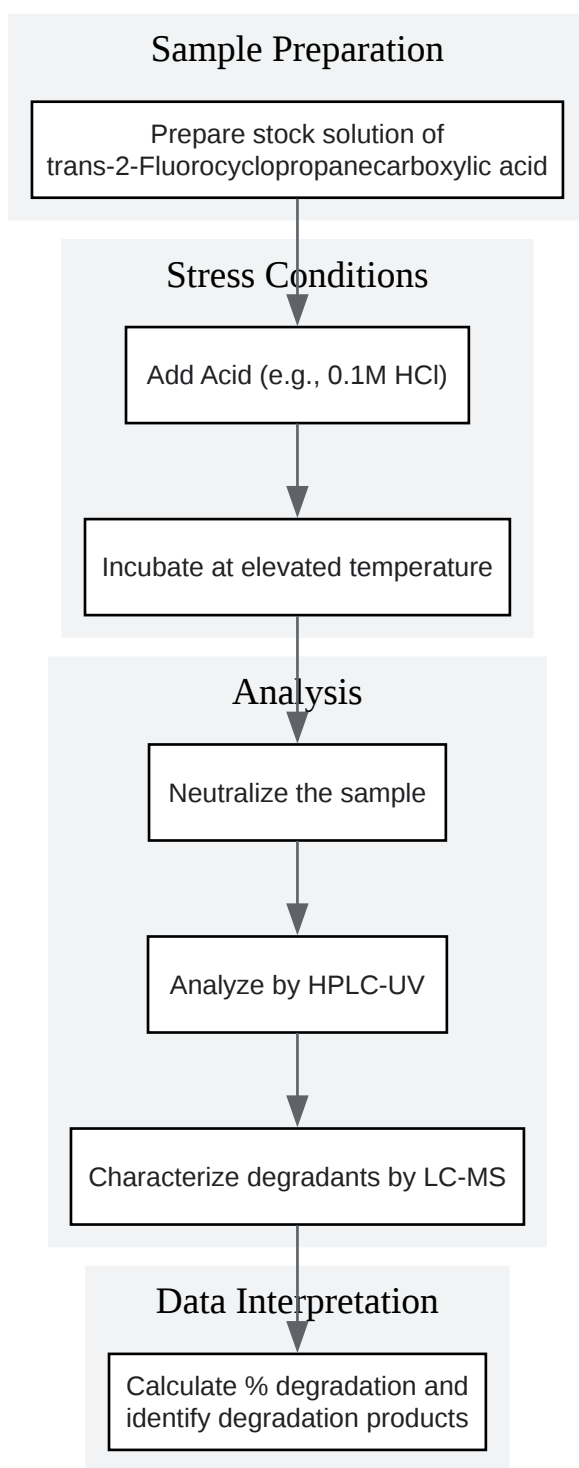 Sample Preparation
Prepare stock solution of
trans-2-Fluorocyclopropanecarboxylic acid
Stress Conditions
Add Acid (e.g., 0.1M HCl)
Incubate at elevated temperature
Analysis
Neutralize the sample
Analyze by HPLC-UV
Characterize degradants by LC-MS
Data Interpretation
Calculate % degradation and
identify degradation products